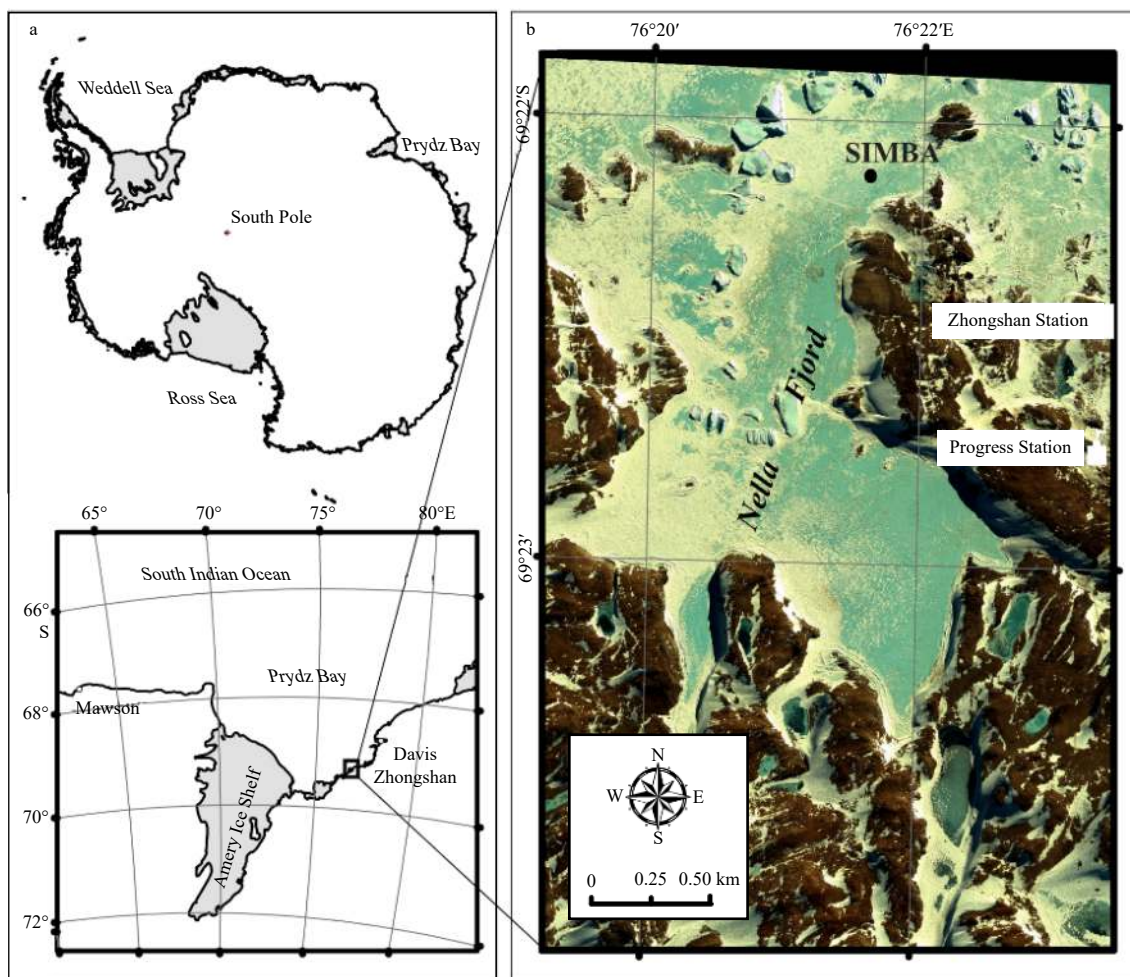 a
Weddell Sea
Prydz Bay
South Pole
Ross Sea
65°
70°
75°
80°E
South Indian Ocean
66°
S
Prydz Bay
Mawson
68°
Davis
Zhongshan
Amery Ice Shelf
70°
72°
b
76°20′
76°22′E
69°22′S
SIMBA
Zhongshan Station
Nella Fjord
Progress Station
69°23′
N
W
E
S
0
0.25
0.50 km